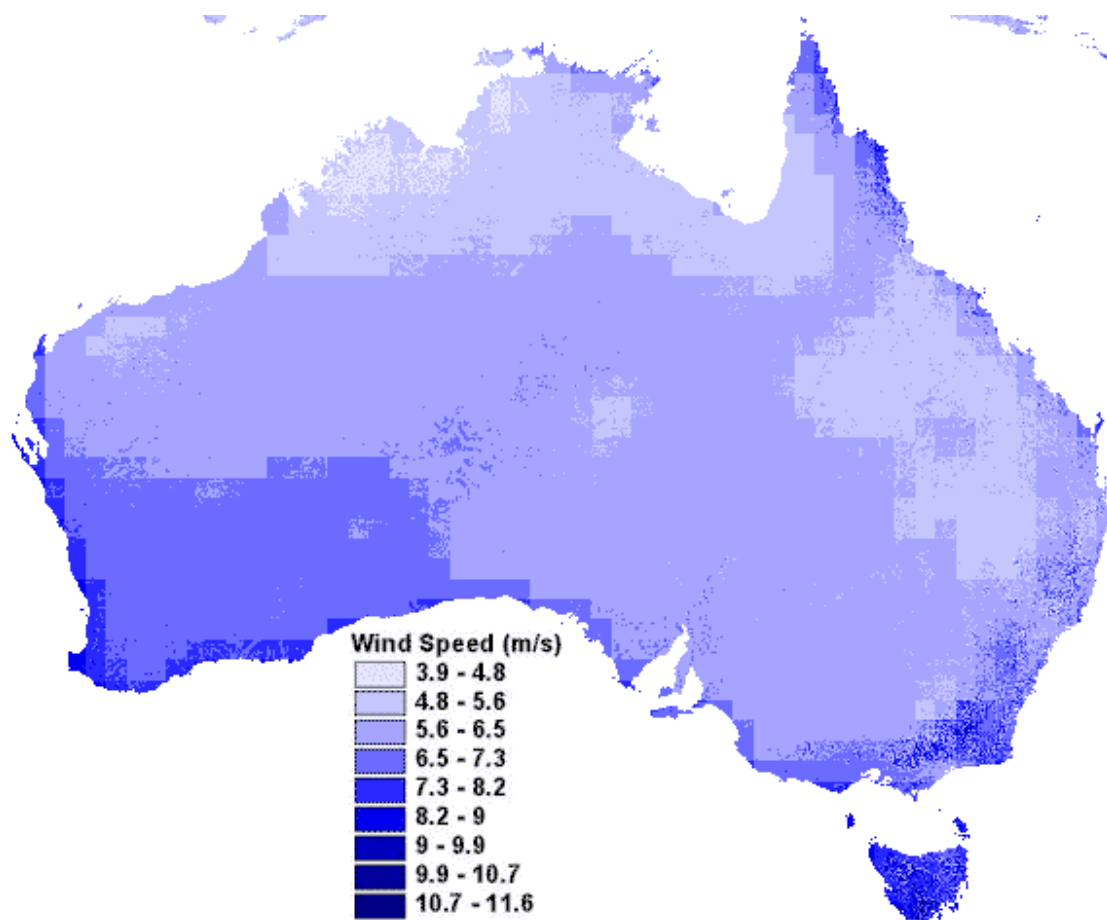 Wind Speed (m/s)
3.9 - 4.8
4.8 - 5.6
5.6 - 6.5
6.5 - 7.3
7.3 - 8.2
8.2 - 9
9 - 9.9
9.9 - 10.7
10.7 - 11.6